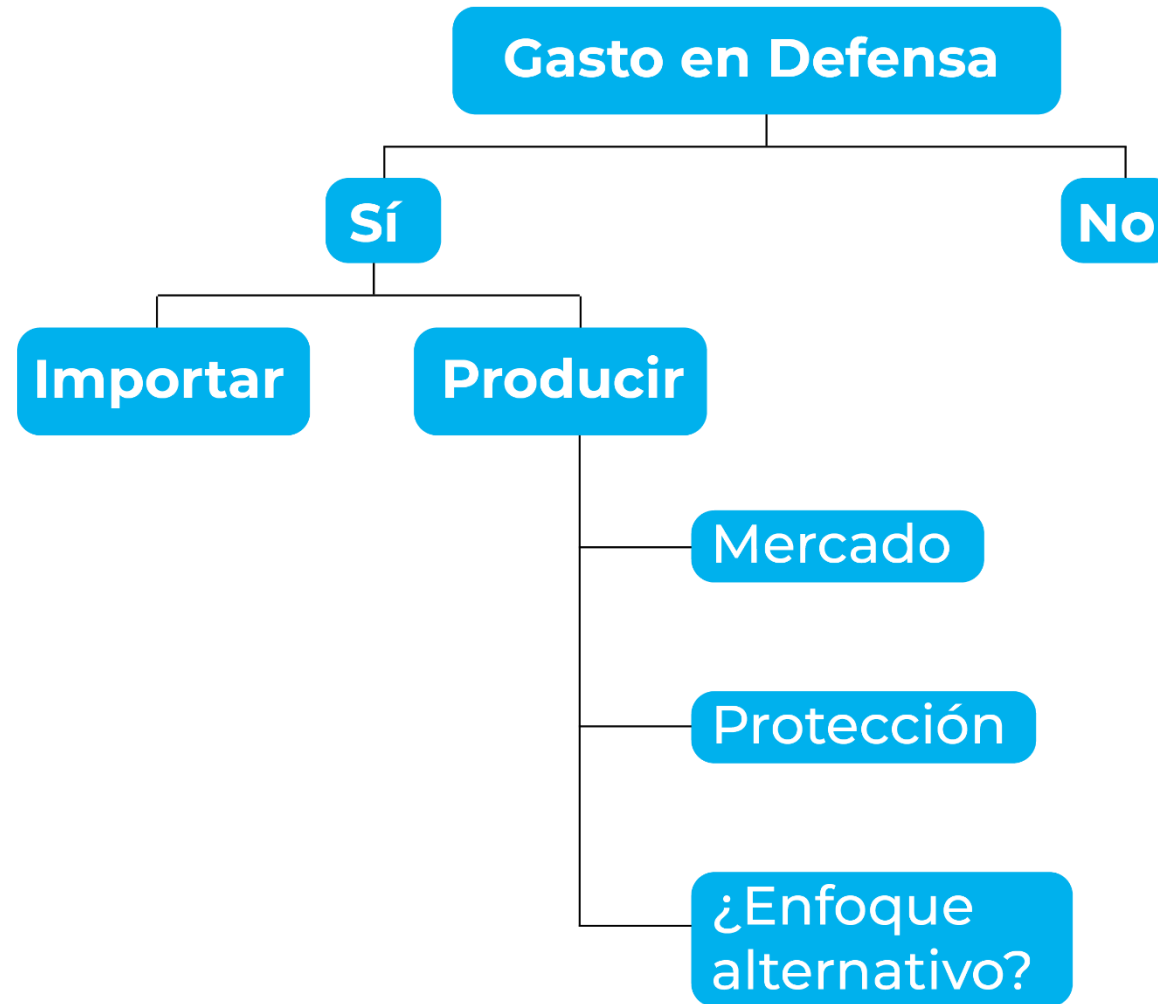 Gasto en Defensa
Sí
No
Importar
Producir
Mercado
Protección
¿Enfoque
alternativo?